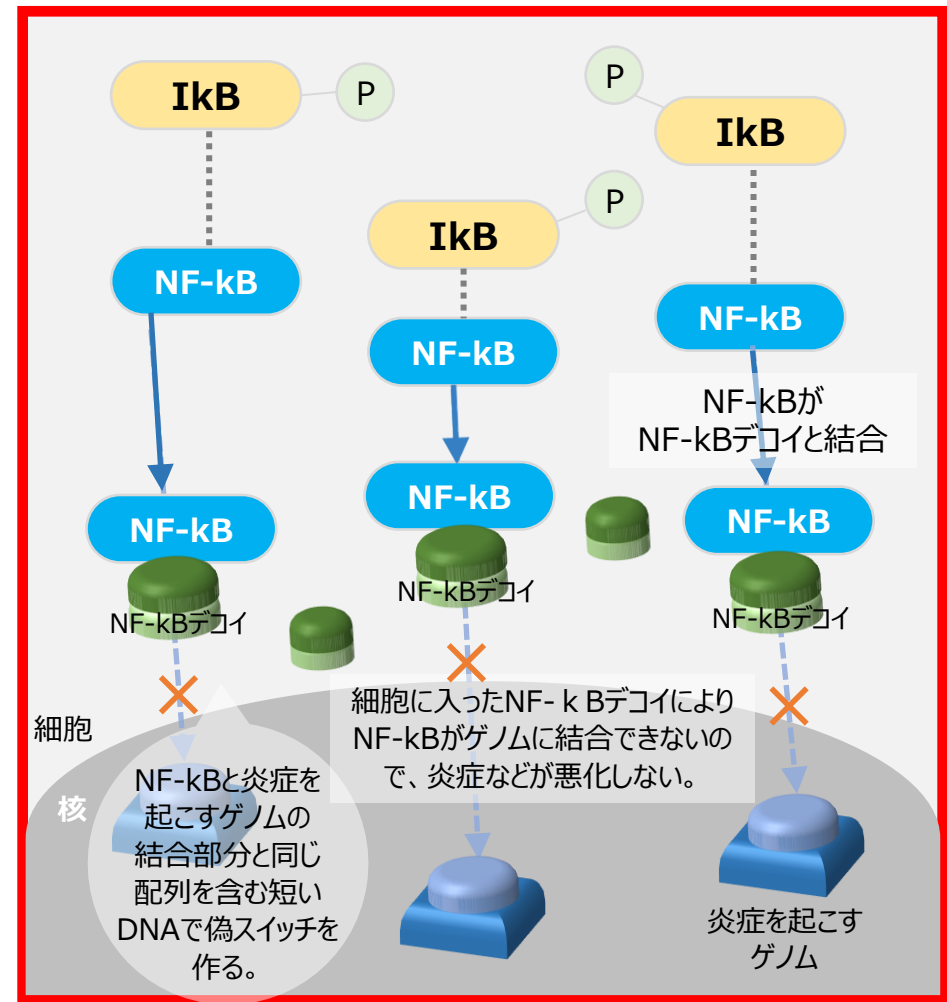 IkB
P
P
IkB
P
IkB
NF-kB
NF-kB
NF-kB
NF-kBが
NF-kBデコイと結合
NF-kB
NF-kB
NF-kB
NF-kBデコイ
NF-kBデコイ
NF-kBデコイ
細胞
細胞に入ったNF-ｋBデコイにより
NF-kBがゲノムに結合できないの
で、炎症などが悪化しない。
核
NF-kBと炎症を
起こすゲノムの
結合部分と同じ
配列を含む短い
DNAで偽スイッチを
作る。
炎症を起こす
ゲノム